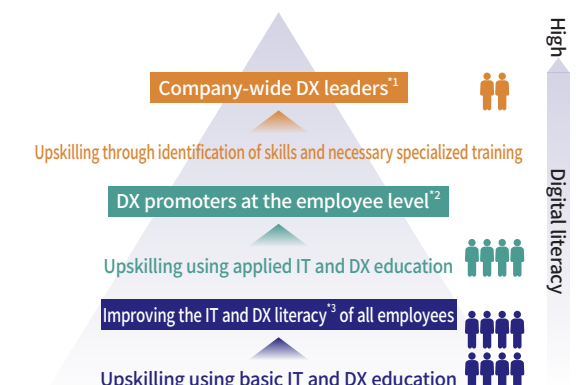 High
Company-wide DX leaders*1
Upskilling through identification of skills and necessary specialized training
DX promoters at the employee level*2
Digital literacy
Upskilling using applied IT and DX education
Improving the IT and DX literacy*3 of all employees
Upskilling using basic IT and DX education